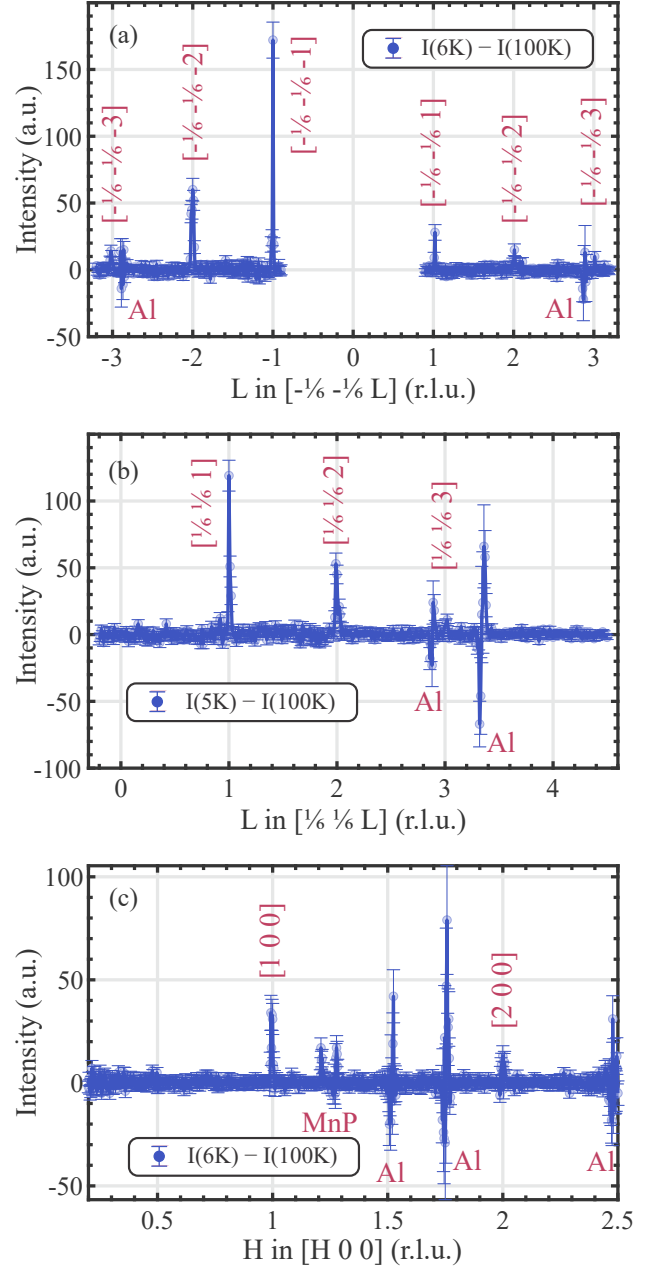 (a)
I(6K) − I(100K)
[-⅙ -⅙ -3]
[-⅙ -⅙ -2]
[-⅙ -⅙ -1]
[-⅙ -⅙ 1]
[-⅙ -⅙ 2]
[-⅙ -⅙ 3]
Al
Al
Intensity (a.u.)
150
100
50
0
-50
-3
-2
-1
0
1
2
3
L in [-⅙ -⅙ L] (r.l.u.)
(b)
[⅙ ⅙ 1]
[⅙ ⅙ 2]
[⅙ ⅙ 3]
I(5K) − I(100K)
Al
Al
Intensity (a.u.)
100
50
0
-50
-100
0
1
2
3
4
L in [⅙ ⅙ L] (r.l.u.)
(c)
[1 0 0]
[2 0 0]
MnP
Al
Al
Al
I(6K) − I(100K)
Intensity (a.u.)
100
50
0
-50
0.5
1
1.5
2
2.5
H in [H 0 0] (r.l.u.)